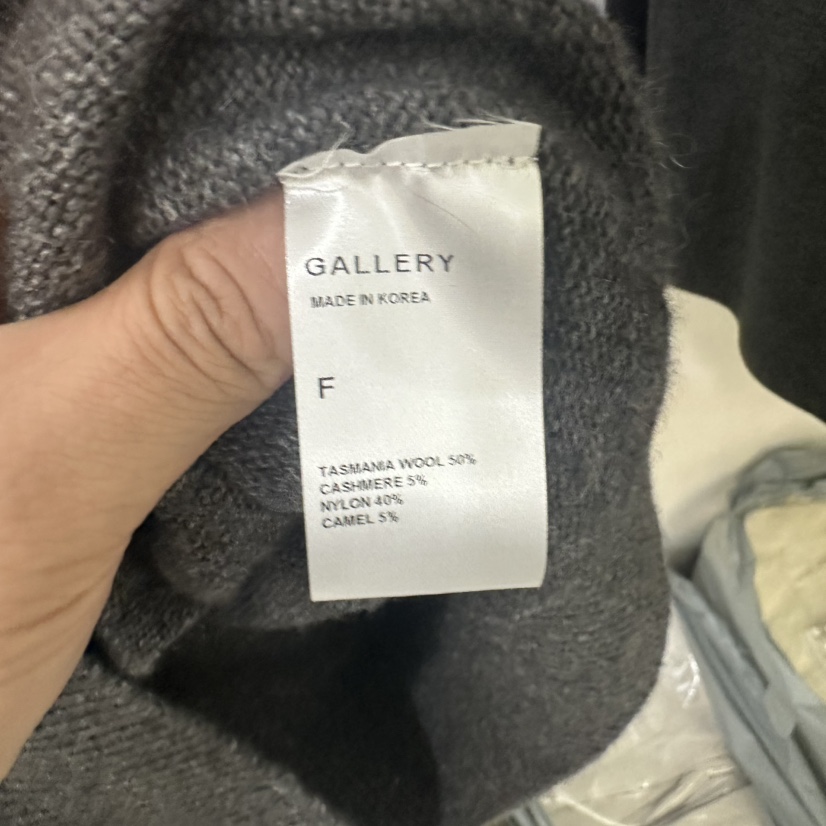 GALLERY
MADE IN KOREA
F
TASMANIA WOOL 50%
CASHMERE 5%
NYLON 40%
CAMEL 5%